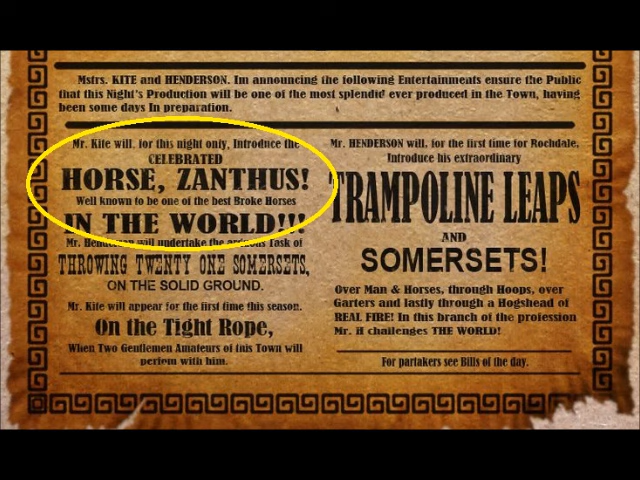 Mstrs. KITE and HENDERSON. Im announcing the following Entertainments ensure the Public
that this Night's Production will be one of the most splendid ever produced in the Town, having
been some days In preparation.
Mr. Kite will, for this night only, Introduce the
CELEBRATED
HORSE, ZANTHUS!
Well known to be one of the best Broke Horses
IN THE WORLD!!!
Mr. Henderson will undertake the arduous Task of
THROWING TWENTY ONE SOMERSETS,
ON THE SOLID GROUND.
Mr. Kite will appear for the first time this season.
On the Tight Rope,
When Two Gentlemen Amateurs of this Town will
perform with him.
Mr. HENDERSON will, for the first time for Rochdale,
Introduce his extraordinary
TRAMPOLINE LEAPS
AND
SOMERSETS!
Over Man & Horses, through Hoops, over
Garters and lastly through a Hogshead of
REAL FIRE! In this branch of the profession
Mr. H challenges THE WORLD!
For partakers see Bills of the day.